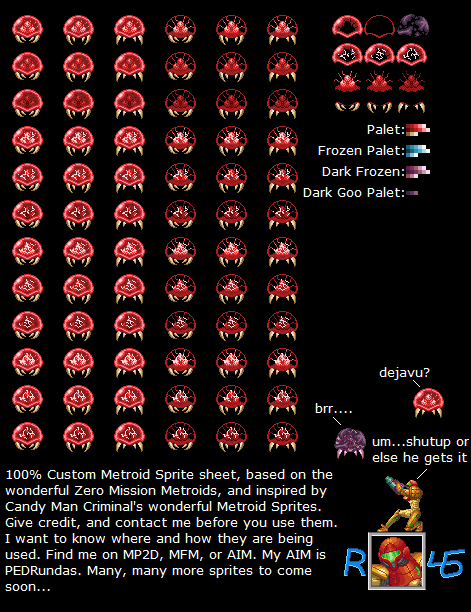 Palet:
Frozen Palet:
Dark Frozen:
Dark Goo Palet:
dejavu?
brr....
um...shutup or
else he gets it
100% Custom Metroid Sprite sheet, based on the
wonderful Zero Mission Metroids, and inspired by
Candy Man Criminal's wonderful Metroid Sprites.
Give credit, and contact me before you use them.
I want to know where and how they are being
used. Find me on MP2D, MFM, or AIM. My AIM is
PEDRundas. Many, many more sprites to come
soon...